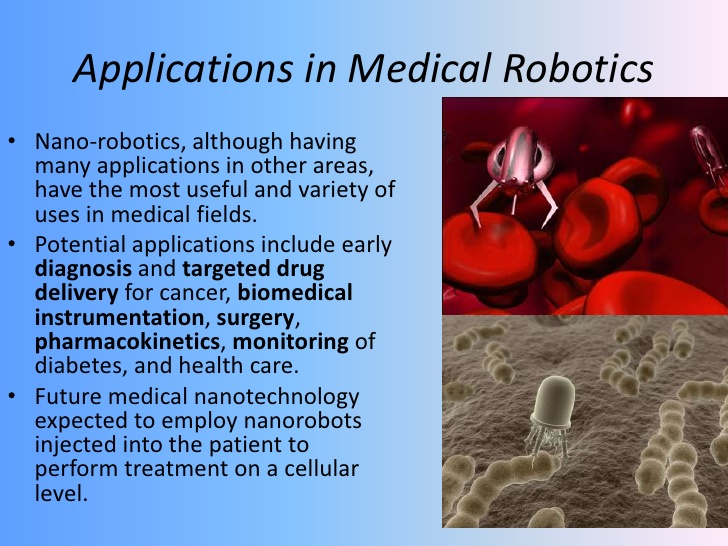 Applications in Medical Robotics
• Nano-robotics, although having
many applications in other areas,
have the most useful and variety of
uses in medical fields.
• Potential applications include early
diagnosis and targeted drug
delivery for cancer, biomedical
instrumentation, surgery,
pharmacokinetics, monitoring of
diabetes, and health care.
• Future medical nanotechnology
expected to employ nanorobots
injected into the patient to
perform treatment on a cellular
level.